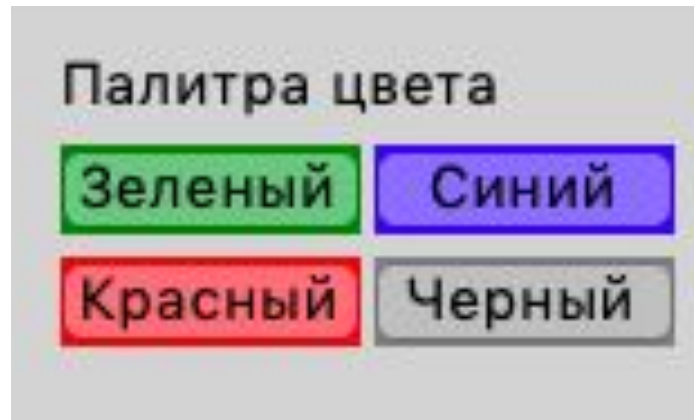 Палитра цвета
Зеленый Синий
Красный Черный